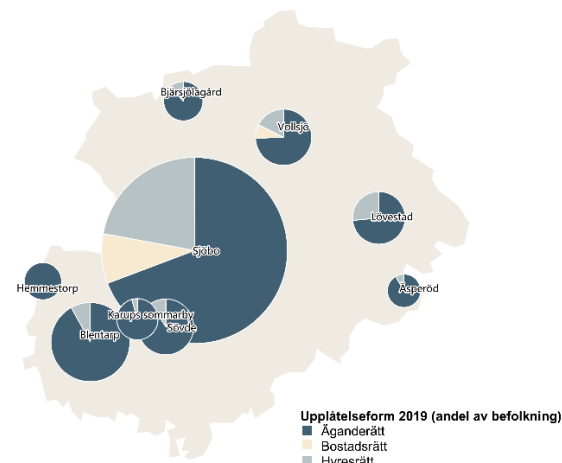 Bjärsjölagård
Vollsjö
Lövestad
Sjöbo
Hemmestorp
Äsperöd
Karups sommarby
Sövde
Blentarp
Upplåtelseform 2019 (andel av befolkning)
Äganderätt
Bostadsrätt
Hyresrätt